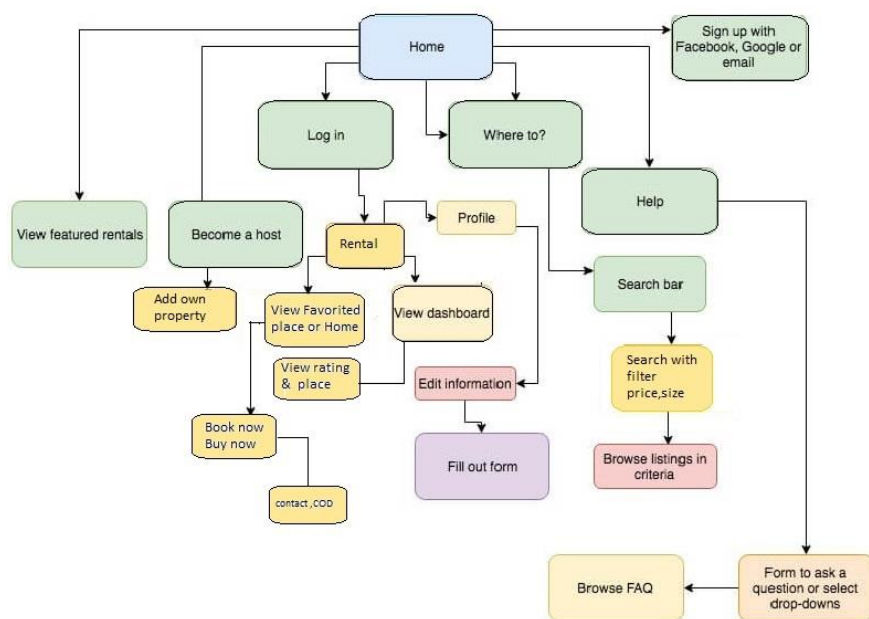 Home
Sign up with
Facebook, Google or
email
Log in
Where to?
View featured rentals
Become a host
Help
Rental
Profile
Add own
property
View Favorited
place or Home
View dashboard
Search bar
View rating
& place
Edit information
Search with
filter
price,size
Book now
Buy now
Fill out form
Browse listings in
criteria
contact ,COD
Browse FAQ
Form to ask a
question or select
drop-downs